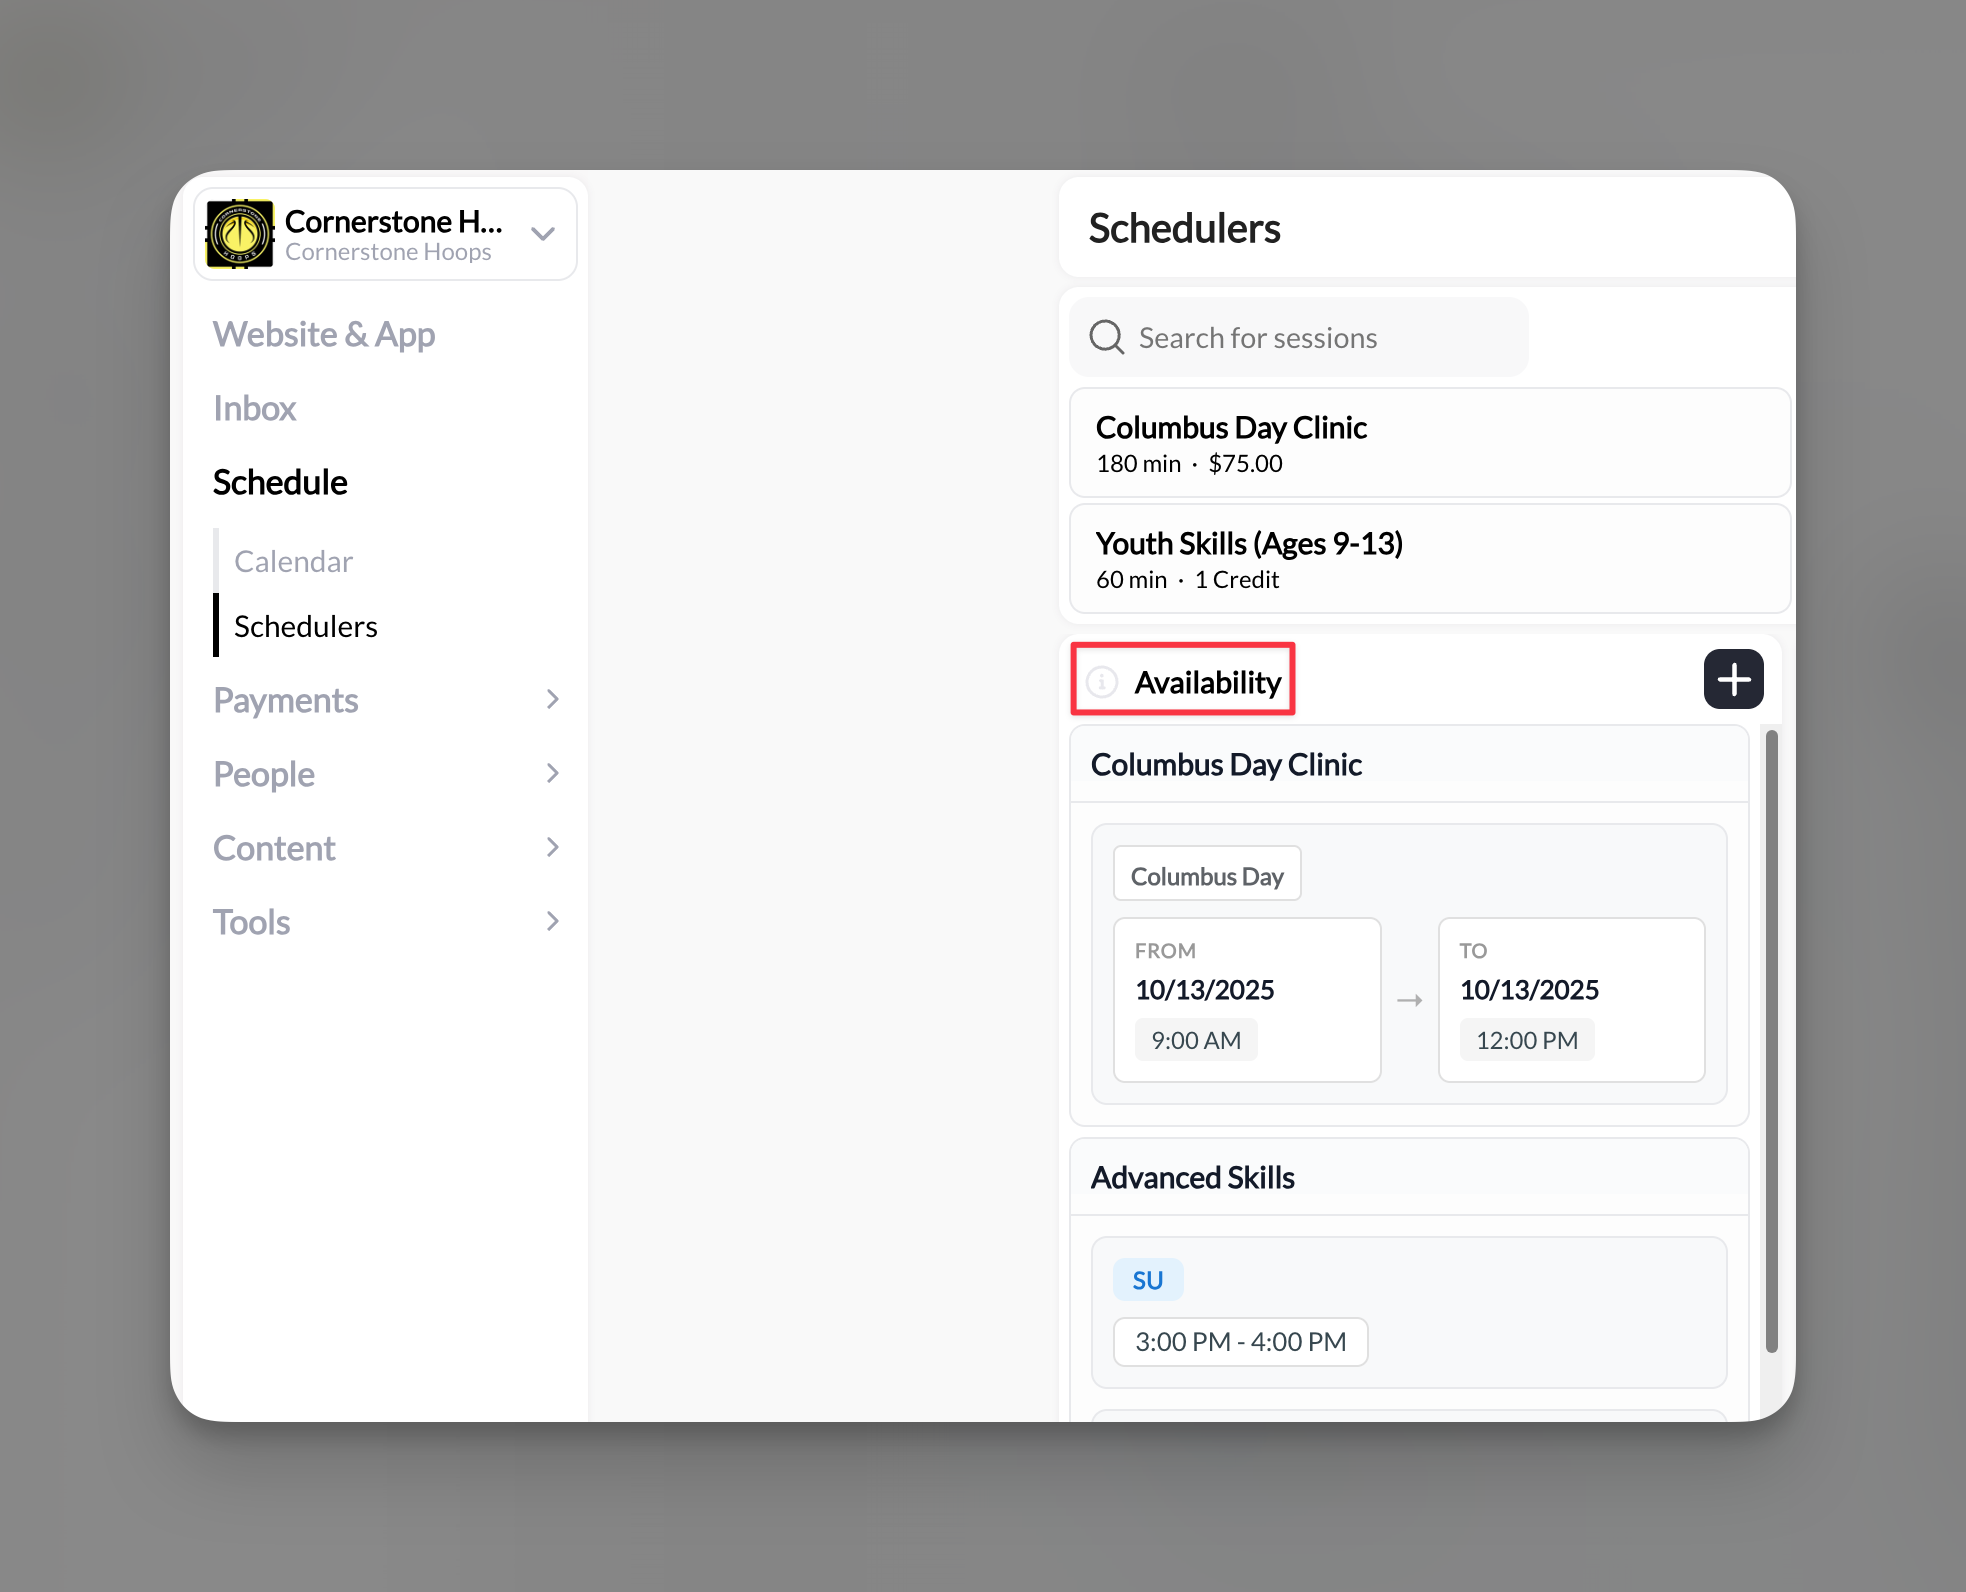 Cornerstone H...
Cornerstone Hoops
Website & App
Inbox
Schedule
Calendar
Schedulers
Payments
People
Content
Tools
Schedulers
Search for sessions
Columbus Day Clinic
180 min · $75.00
Youth Skills (Ages 9-13)
60 min · 1 Credit
Availability
Columbus Day Clinic
Columbus Day
FROM
10/13/2025
9:00 AM
→
TO
10/13/2025
12:00 PM
Advanced Skills
SU
3:00 PM - 4:00 PM